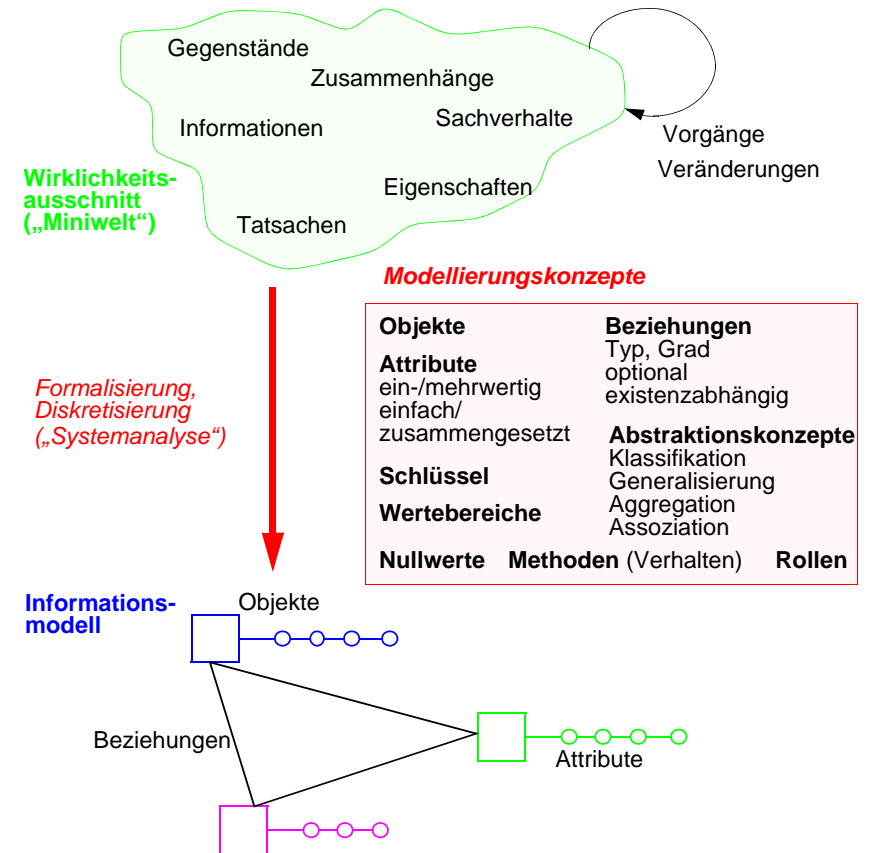 Gegenstände
Zusammenhänge
Informationen
Sachverhalte
Vorgänge
Veränderungen
Eigenschaften
Tatsachen
Wirklichkeits-
ausschnitt
(„Miniwelt“)
Modellierungskonzepte
Objekte
Attribute
ein-/mehrwertig
einfach/
zusammengesetzt
Schlüssel
Wertebereiche
Beziehungen
Typ, Grad
optional
existenzabhängig
Abstraktionskonzepte
Klassifikation
Generalisierung
Aggregation
Assoziation
Nullwerte Methoden (Verhalten) Rollen
Formalisierung,
Diskretisierung
(„Systemanalyse“)
Informations-
modell
Objekte
Beziehungen
Attribute